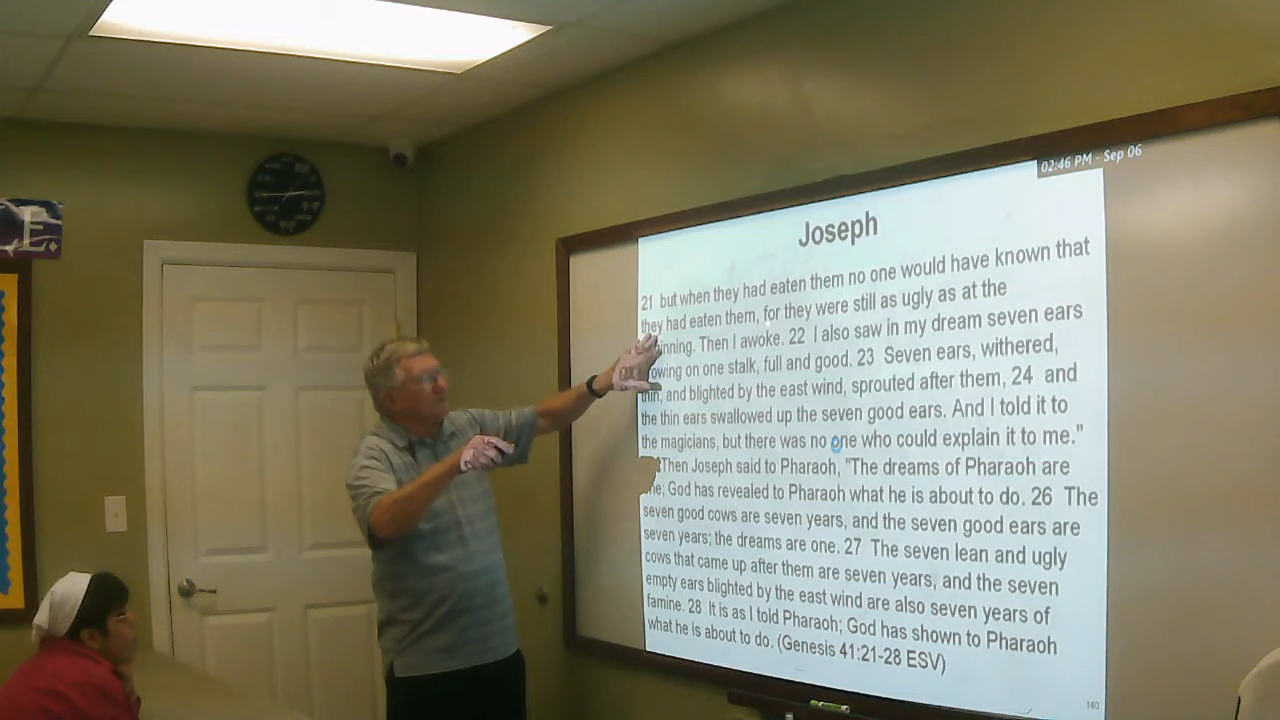 E.
02:46 PM - Sep 06
Joseph
21 but when they had eaten them no one would have known that
they had eaten them, for they were still as ugly as at the
inning. Then I awoke. 22 I also saw in my dream seven ears
owing on one stalk, full and good. 23 Seven ears, withered,
thin, and blighted by the east wind, sprouted after them, 24 and
the thin ears swallowed up the seven good ears. And I told it to
the magicians, but there was no one who could explain it to me."
Then Joseph said to Pharaoh, "The dreams of Pharaoh are
ne; God has revealed to Pharaoh what he is about to do. 26 The
seven good cows are seven years, and the seven good ears are
seven years; the dreams are one. 27 The seven lean and ugly
cows that came up after them are seven years, and the seven
empty ears blighted by the east wind are also seven years of
famine. 28 It is as I told Pharaoh; God has shown to Pharaoh
what he is about to do. (Genesis 41:21-28 ESV)
140